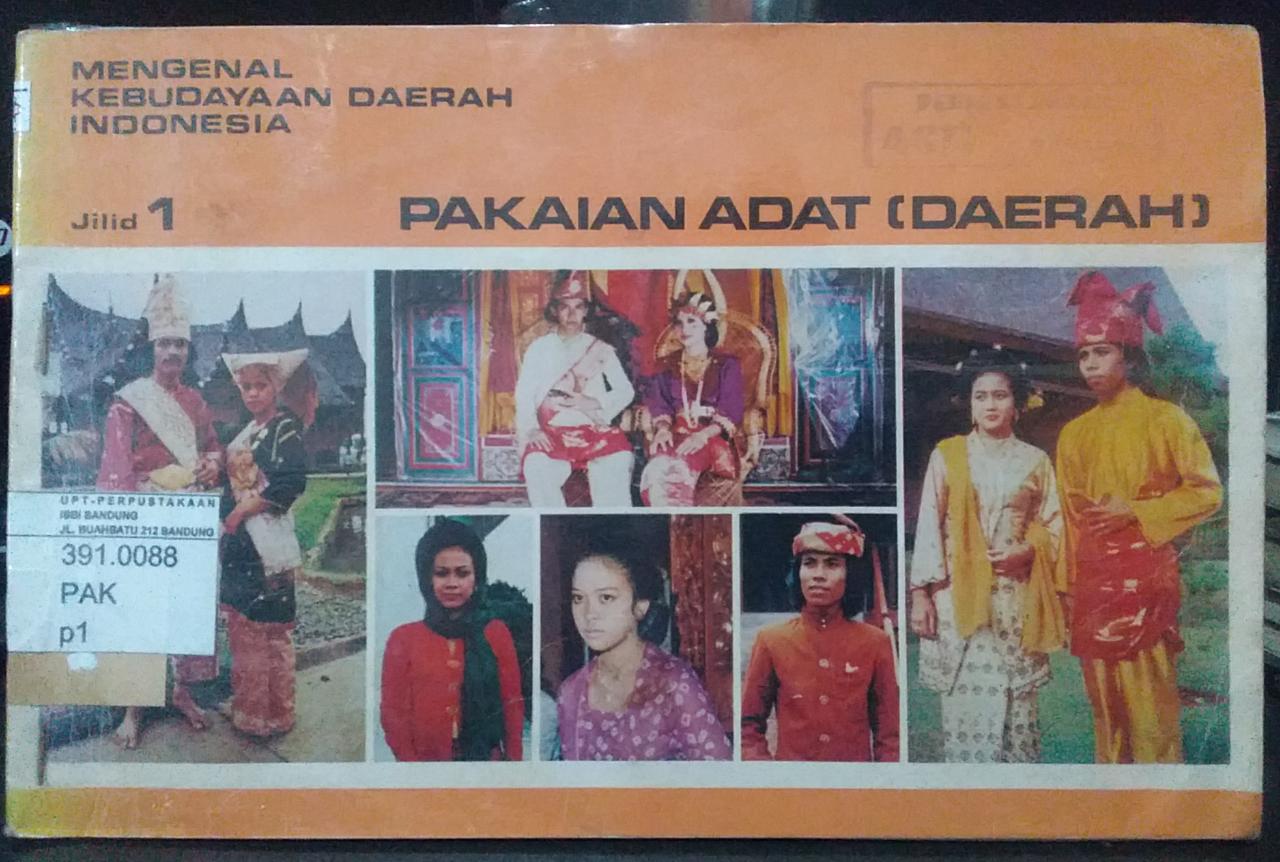 MENGENAL
KEBUDAYAAN DAERAH
INDONESIA
Jilid 1
PAKAIAN ADAT (DAERAH)
UPT-PERPUSTAKAAN
ISBI BANDUNG
JL. BUAHBATU 212 BANDUNG
391.0088
PAK
p1